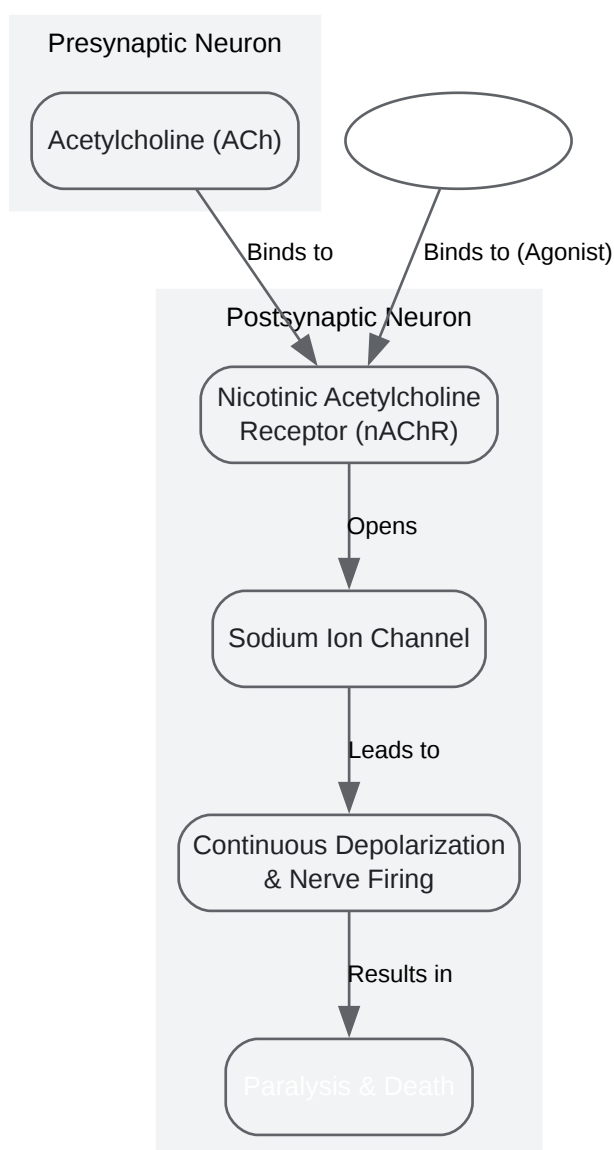 Presynaptic Neuron
Acetylcholine (ACh)
Binds to
Binds to (Agonist)
Postsynaptic Neuron
Nicotinic Acetylcholine
Receptor (nAChR)
Opens
Sodium Ion Channel
Leads to
Continuous Depolarization
& Nerve Firing
Results in
Paralysis & Death